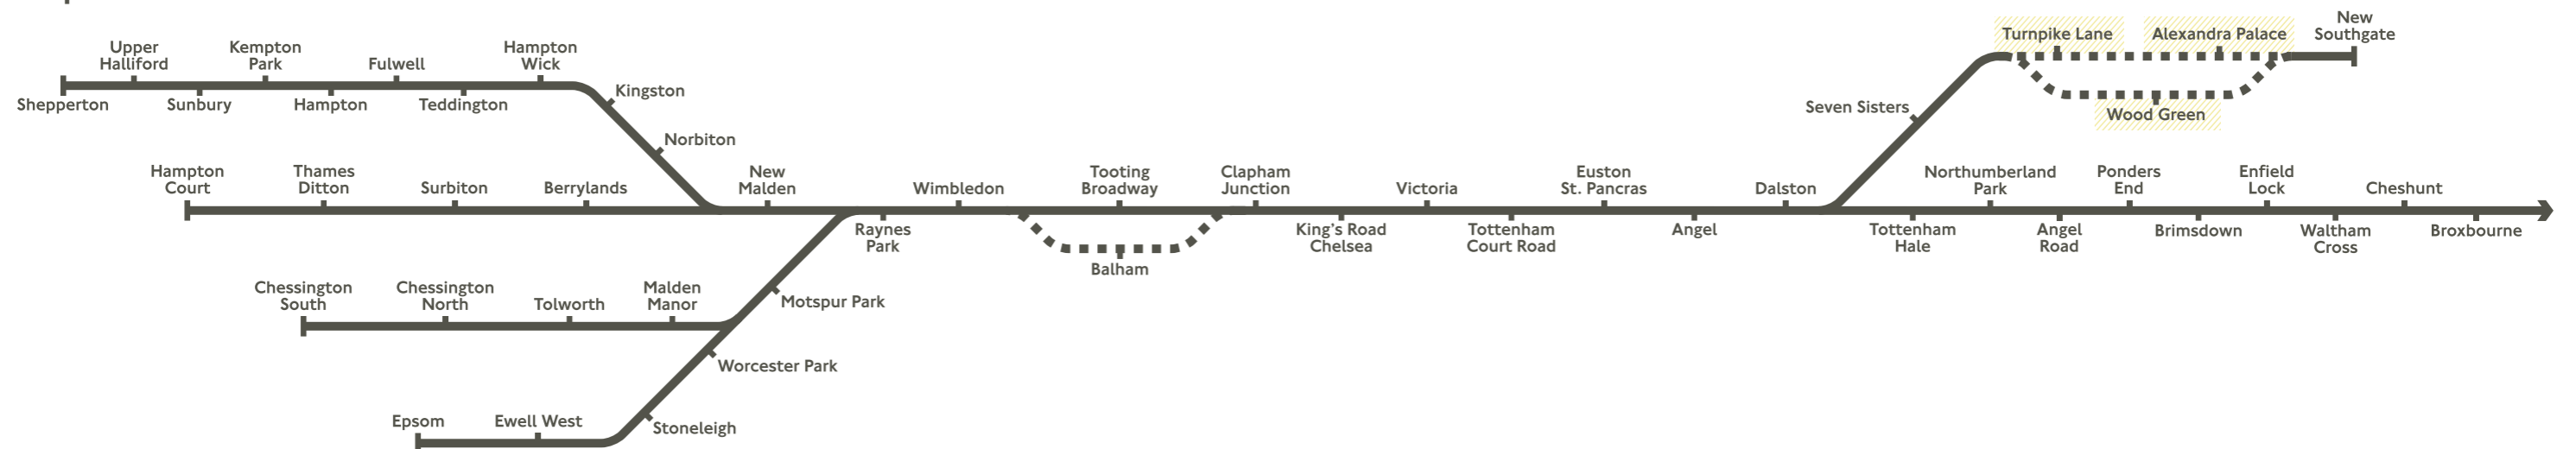 Upper
Halliford
Kempton
Park
Fulwell
Hampton
Wick
Kingston
Shepperton
Sunbury
Hampton
Teddington
Norbiton
Hampton
Court
Thames
Ditton
Surbiton
Berrylands
New
Malden
Raynes
Park
Wimbledon
Tooting
Broadway
Balham
Clapham
Junction
King's Road
Chelsea
Victoria
Tottenham
Court Road
Euston
St. Pancras
Angel
Dalston
Seven Sisters
Turnpike Lane
Alexandra Palace
Wood Green
New
Southgate
Tottenham
Hale
Northumberland
Park
Angel
Road
Ponders
End
Brimsdown
Enfield
Lock
Waltham
Cross
Cheshunt
Broxbourne
Chessington
South
Chessington
North
Tolworth
Malden
Manor
Motspur Park
Worcester Park
Stoneleigh
Epsom
Ewell West